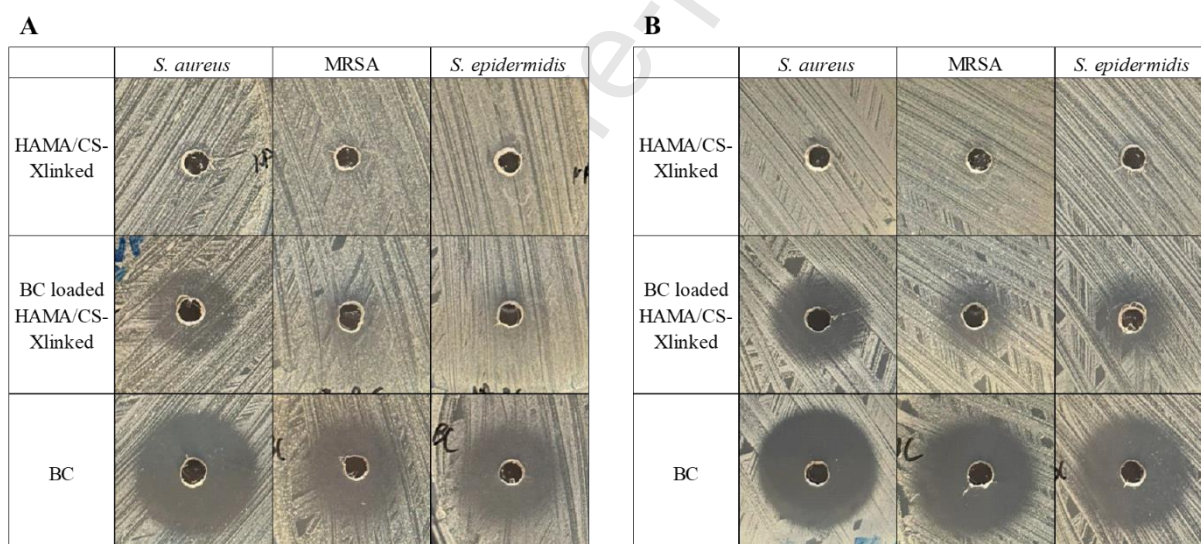 A
S. aureus MRSA S. epidermidis
HAMA/CS-
Xlinked
BC loaded
HAMA/CS-
Xlinked
BC
BC
B
S. aureus MRSA S. epidermidis
HAMA/CS-
Xlinked
BC loaded
HAMA/CS-
Xlinked
BC